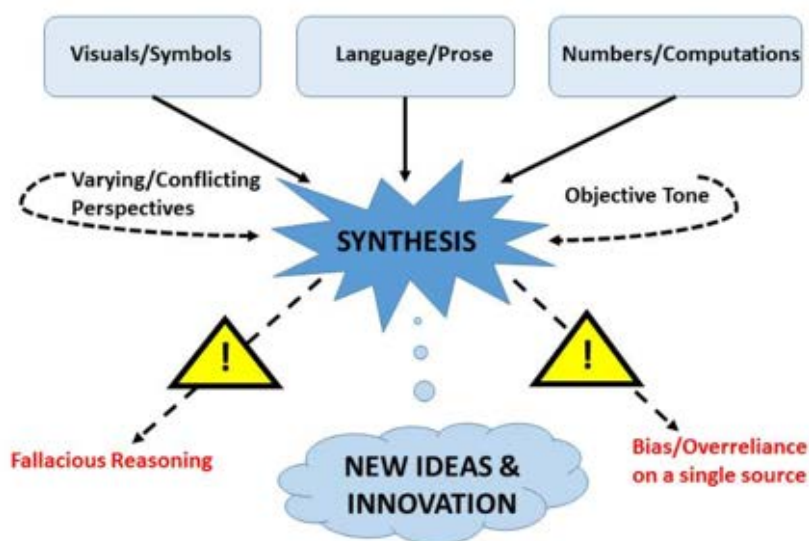 Visuals/Symbols
Language/Prose
Numbers/Computations
Varying/Conflicting
Perspectives
Objective Tone
SYNTHESIS
!
!
Fallacious Reasoning
NEW IDEAS &
INNOVATION
Bias/Overreliance
on a single source